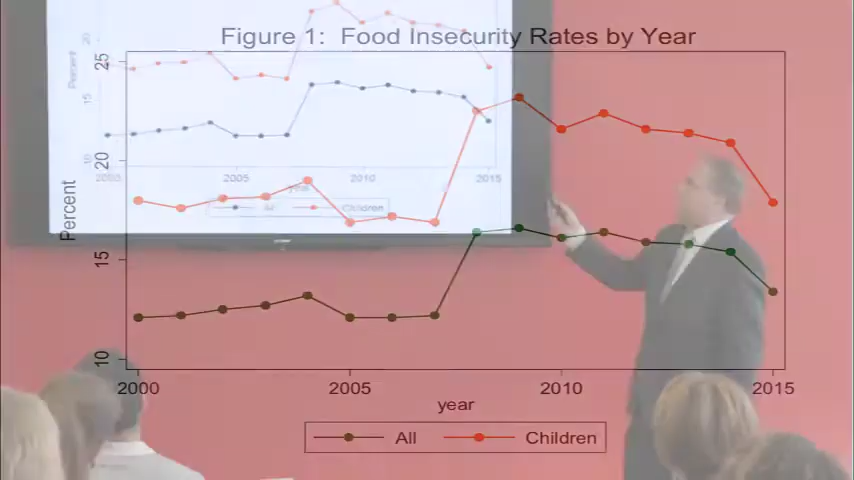 Figure 1:  Food Insecurity Rates by Year
Percent
25
20
15
10
2000
2005
2010
2015
year
All
Children
Percent
20
15
10
2000
2005
2010
2015
year
All
Children